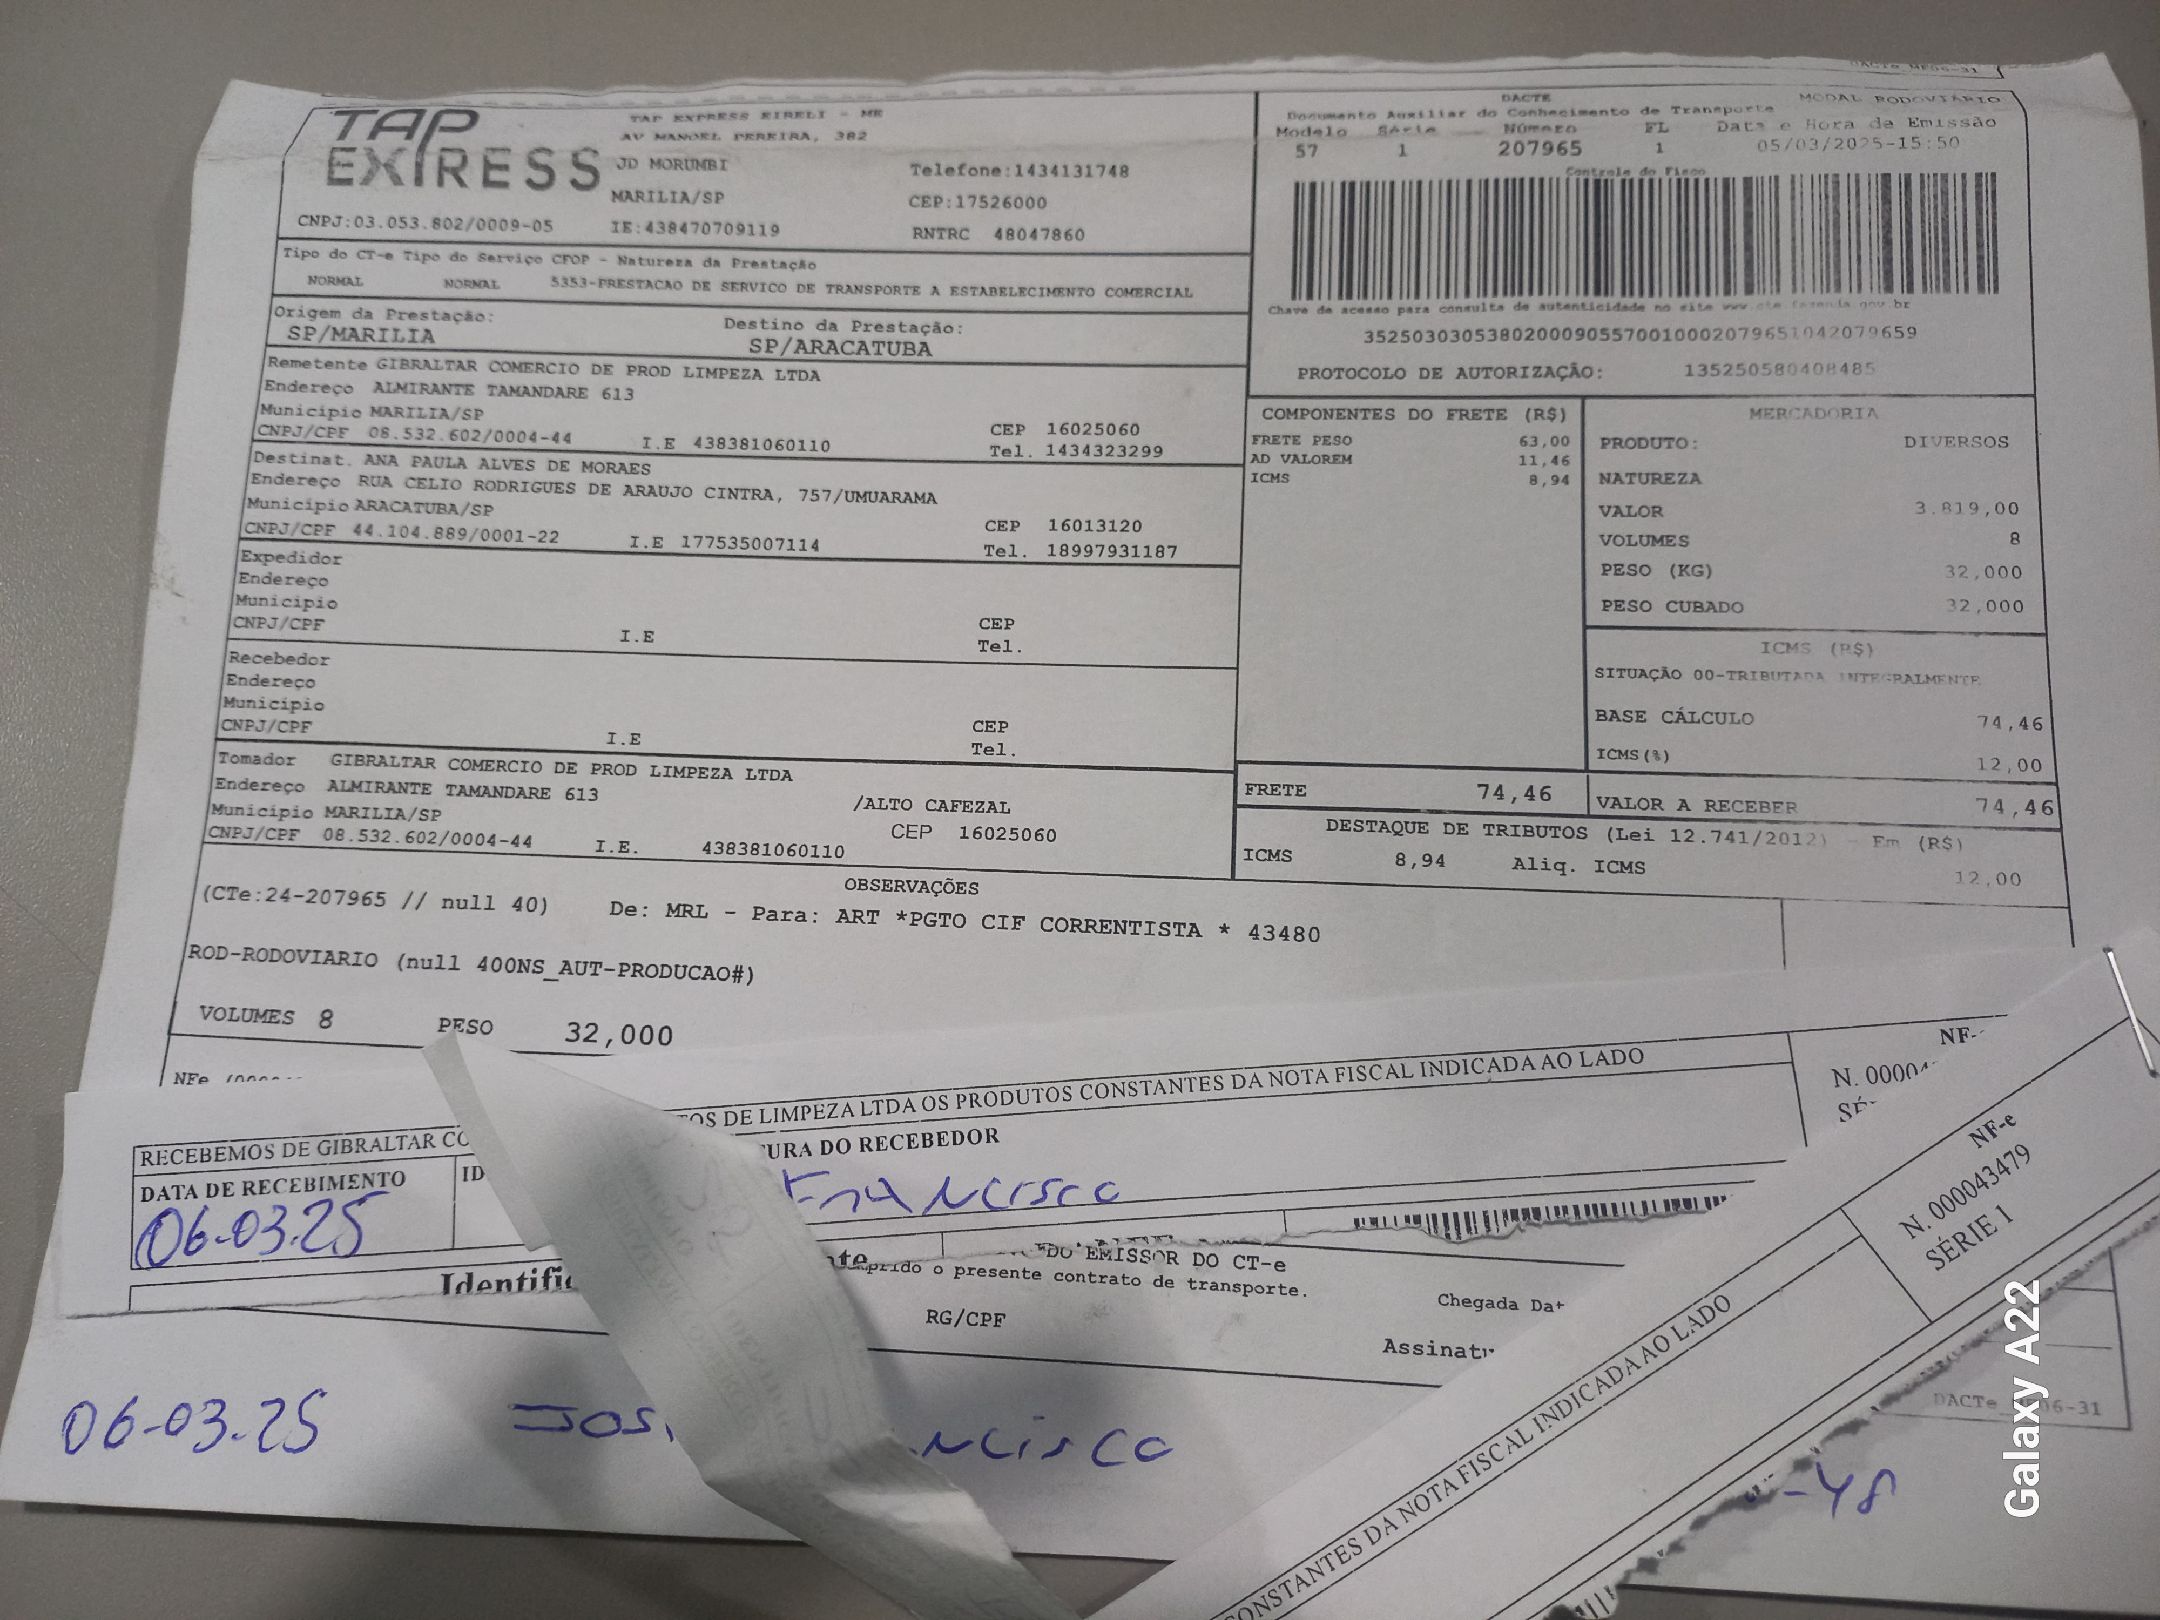 TAP EXPRESS
TAP EXPRESS EIRELI - ME
AV MANOEL PEREIRA, 382
JD MORUMBI
Telefone:1434131748
MARILIA/SP
CEP:17526000
CNPJ:03.053.802/0009-05 IE:438470709119 RNTRC 48047860
Tipo do CT-e Tipo do Serviço CFOP - Natureza da Prestação
NORMAL NORMAL 5353-PRESTACAO DE SERVICO DE TRANSPORTE A ESTABELECIMENTO COMERCIAL
Origem da Prestação: Destino da Prestação:
SP/MARILIA SP/ARACATUBA
Remetente GIBRALTAR COMERCIO DE PROD LIMPEZA LTDA
Endereço ALMIRANTE TAMANDARE 613
Municipio MARILIA/SP CEP 16025060
CNPJ/CPF 08.532.602/0004-44 I.E 438381060110 Tel. 1434323299
Destinat. ANA PAULA ALVES DE MORAES
Endereço RUA CELIO RODRIGUES DE ARAUJO CINTRA, 757/UMUARAMA
Municipio ARACATUBA/SP CEP 16013120
CNPJ/CPF 44.104.889/0001-22 I.E 177535007114 Tel. 18997931187
Expedidor
Endereço
Municipio CEP
CNPJ/CPF I.E Tel.
Recebedor
Endereço
Municipio CEP
CNPJ/CPF I.E Tel.
Tomador GIBRALTAR COMERCIO DE PROD LIMPEZA LTDA
Endereço ALMIRANTE TAMANDARE 613 /ALTO CAFEZAL
Municipio MARILIA/SP CEP 16025060
CNPJ/CPF 08.532.602/0004-44 I.E. 438381060110
DACTE MODAL RODOVIÁRIO
Documento Auxiliar do Conhecimento de Transporte
Modelo Série Número FL Data e Hora de Emissão
57 1 207965 1 05/03/2025-15:50
Controle do Fisco
Chave de acesso para consulta de autenticidade no site www.cte.fazenda.gov.br
35250303053802000905570010002079651042079659
PROTOCOLO DE AUTORIZAÇÃO: 135250580408485
COMPONENTES DO FRETE (R$)
FRETE PESO 63,00
AD VALOREM 11,46
ICMS 8,94
MERCADORIA
PRODUTO: DIVERSOS
NATUREZA
VALOR 3.819,00
VOLUMES 8
PESO (KG) 32,000
PESO CUBADO 32,000
ICMS (R$)
SITUAÇÃO 00-TRIBUTADA INTEGRALMENTE
BASE CÁLCULO 74,46
ICMS(%) 12,00
FRETE 74,46 VALOR A RECEBER 74,46
DESTAQUE DE TRIBUTOS (Lei 12.741/2012) - Em (R$)
ICMS 8,94 Aliq. ICMS 12,00
OBSERVAÇÕES
(CTe:24-207965 // null 40) De: MRL - Para: ART *PGTO CIF CORRENTISTA * 43480
ROD-RODOVIARIO (null 400NS_AUT-PRODUCAO#)
VOLUMES 8 PESO 32,000
NFe
RECEBEMOS DE GIBRALTAR CO
OS DE LIMPEZA LTDA OS PRODUTOS CONSTANTES DA NOTA FISCAL INDICADA AO LADO
NF-
N. 0000
DATA DE RECEBIMENTO ID
URA DO RECEBEDOR
06-03.25 Francisco
Identifi
DO EMISSOR DO CT-e
prido o presente contrato de transporte.
RG/CPF
Chegada Dat
Assinat
06-03.25 Jos ncisco
NF-e
N. 000043479
SÉRIE 1
CONSTANTES DA NOTA FISCAL INDICADA AO LADO
-48
Galaxy A22